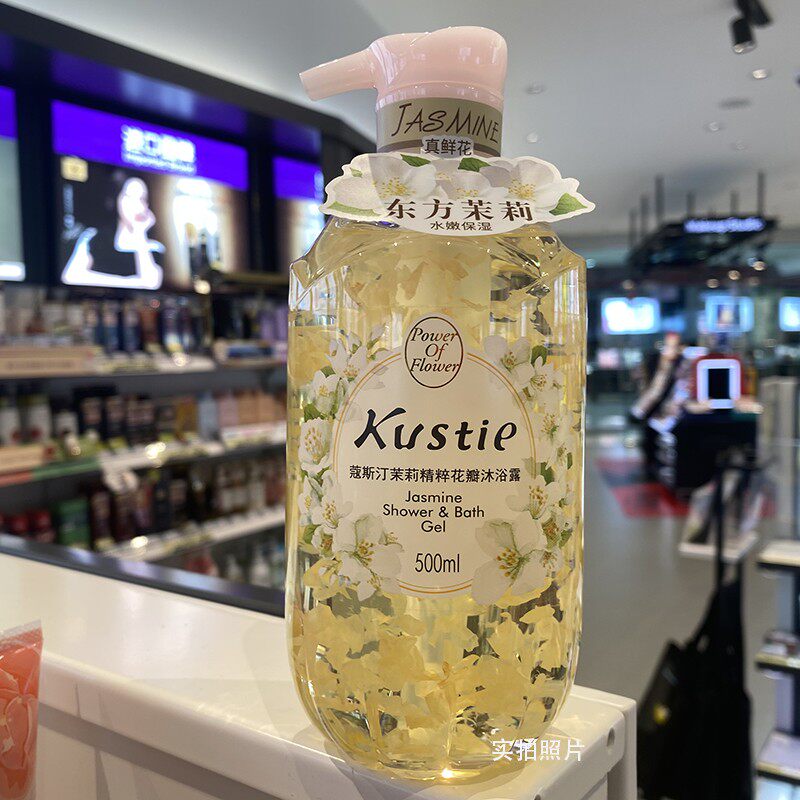 JASMINE
真鲜花
东方茉莉
水嫩保湿
Power
Of
Flower
Kustie
蔻斯汀茉莉精粹花瓣沐浴露
Jasmine
Shower & Bath
Gel
500ml
实拍照片